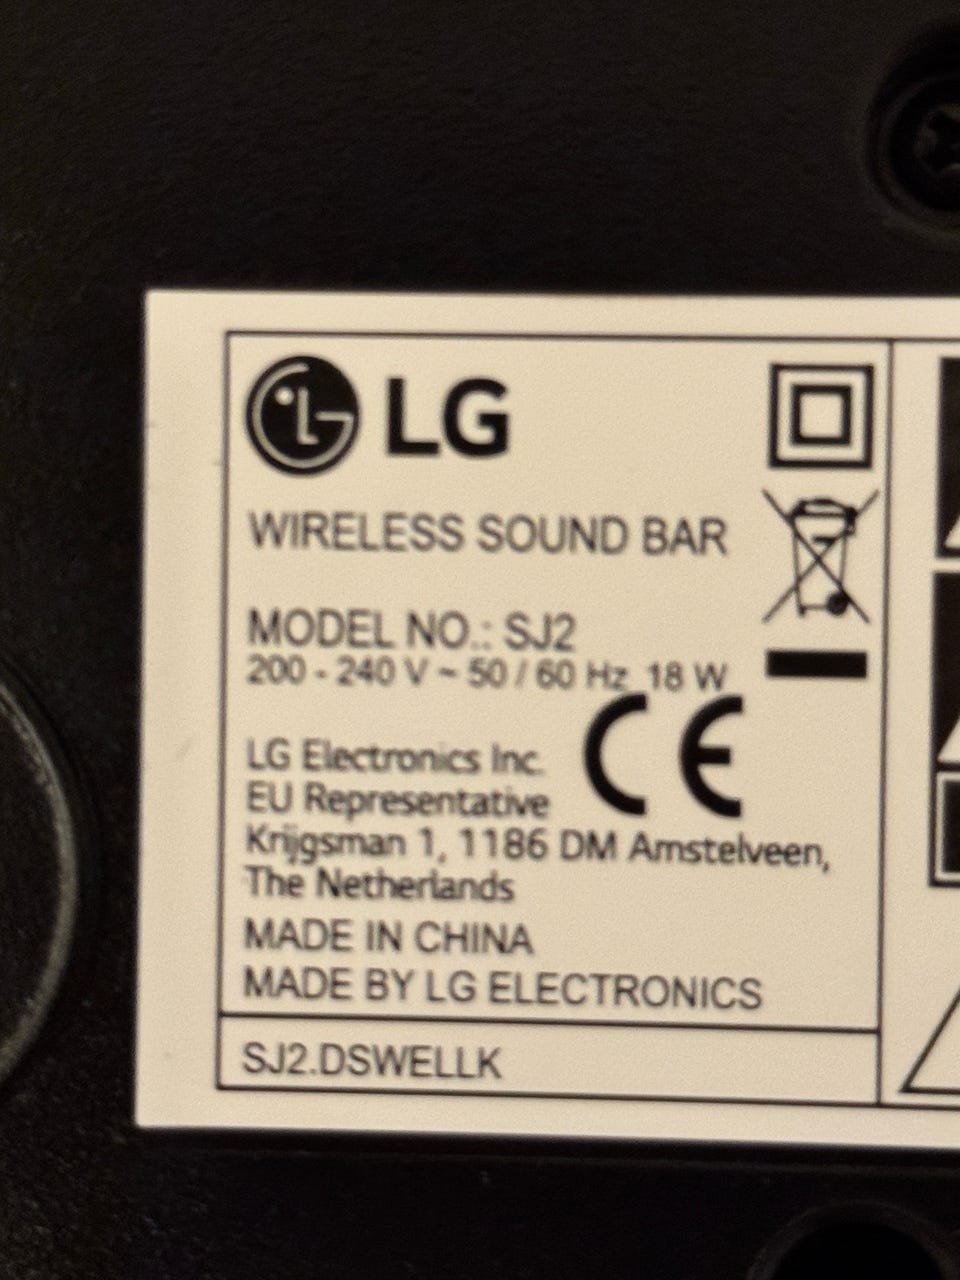 LG
WIRELESS SOUND BAR
MODEL NO.: SJ2
200 - 240 V ~ 50 / 60 Hz 18 W
CE
LG Electronics Inc.
EU Representative
Krijgsman 1, 1186 DM Amstelveen,
The Netherlands
MADE IN CHINA
MADE BY LG ELECTRONICS
SJ2.DSWELLK